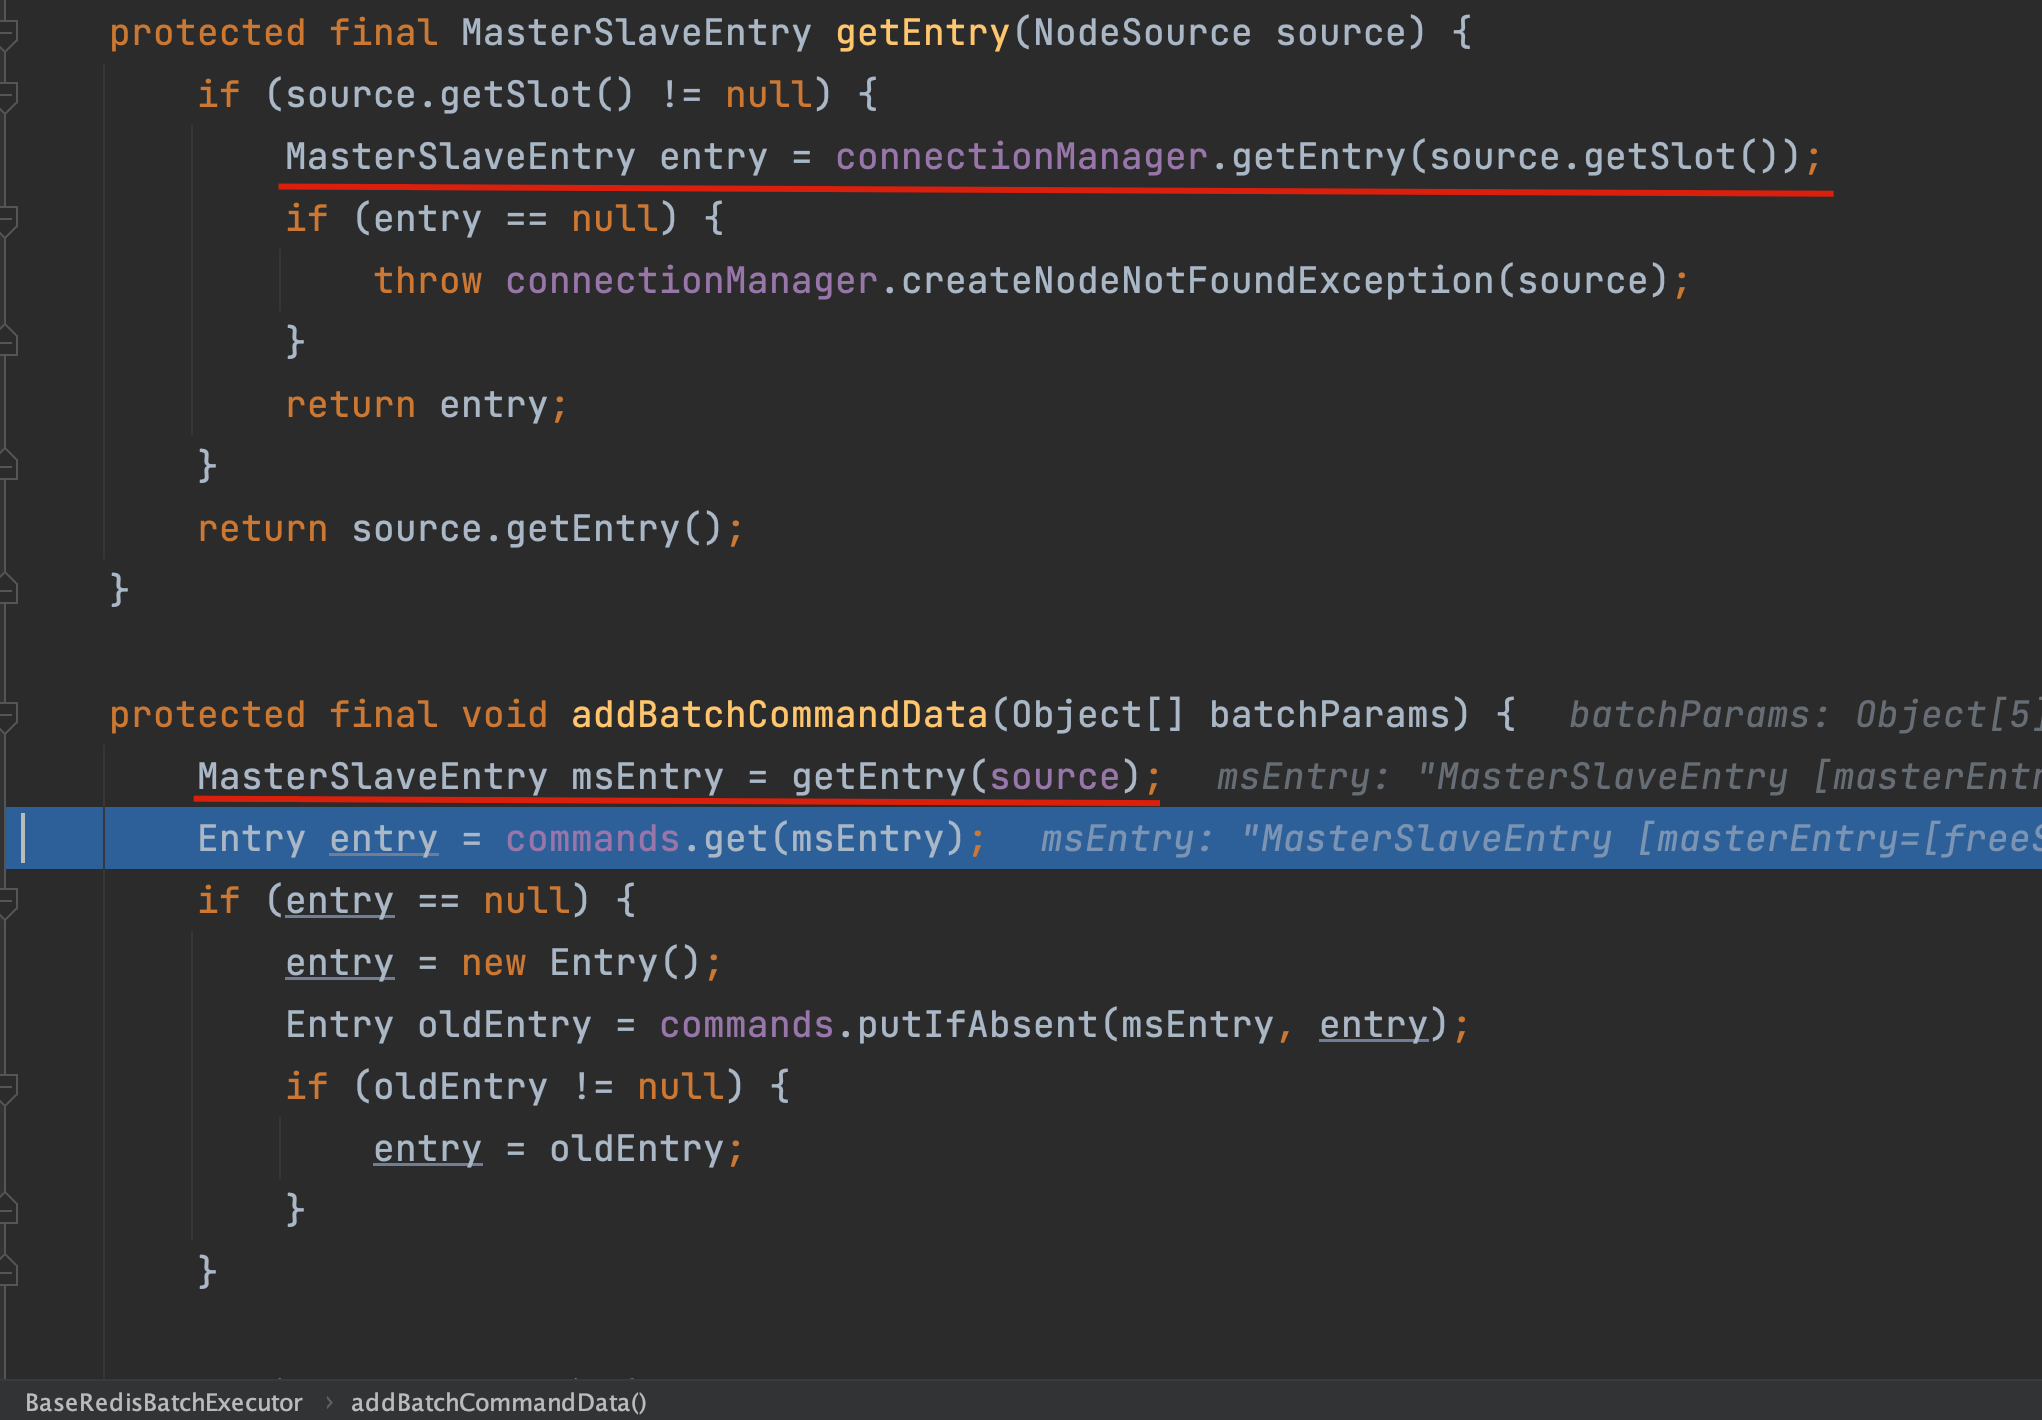 protected final MasterSlaveEntry getEntry(NodeSource source) {
if (source.getSlot() != null) {
MasterSlaveEntry entry = connectionManager.getEntry(source.getSlot());
if (entry == null) {
throw connectionManager.createNodeNotFoundException(source);
}
return entry;
}
return source.getEntry();
}
protected final void addBatchCommandData(Object[] batchParams) { batchParams: Object[5]
MasterSlaveEntry msEntry = getEntry(source); msEntry: "MasterSlaveEntry [masterEntr
Entry entry = commands.get(msEntry); msEntry: "MasterSlaveEntry [masterEntry=[freeS
if (entry == null) {
entry = new Entry();
Entry oldEntry = commands.putIfAbsent(msEntry, entry);
if (oldEntry != null) {
entry = oldEntry;
}
}
BaseRedisBatchExecutor › addBatchCommandData()